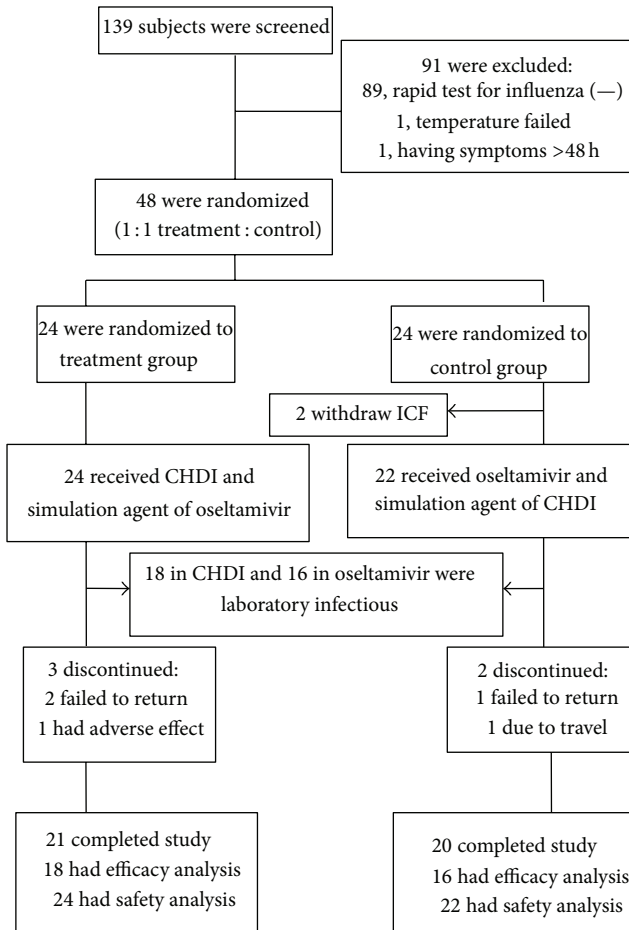 139 subjects were screened
91 were excluded:
89, rapid test for influenza (—)
1, temperature failed
1, having symptoms >48 h
48 were randomized
(1 : 1 treatment : control)
24 were randomized to
treatment group
24 were randomized to
control group
2 withdraw ICF
24 received CHDI and
simulation agent of oseltamivir
22 received oseltamivir and
simulation agent of CHDI
18 in CHDI and 16 in oseltamivir were
laboratory infectious
3 discontinued:
2 failed to return
1 had adverse effect
2 discontinued:
1 failed to return
1 due to travel
21 completed study
18 had efficacy analysis
24 had safety analysis
20 completed study
16 had efficacy analysis
22 had safety analysis